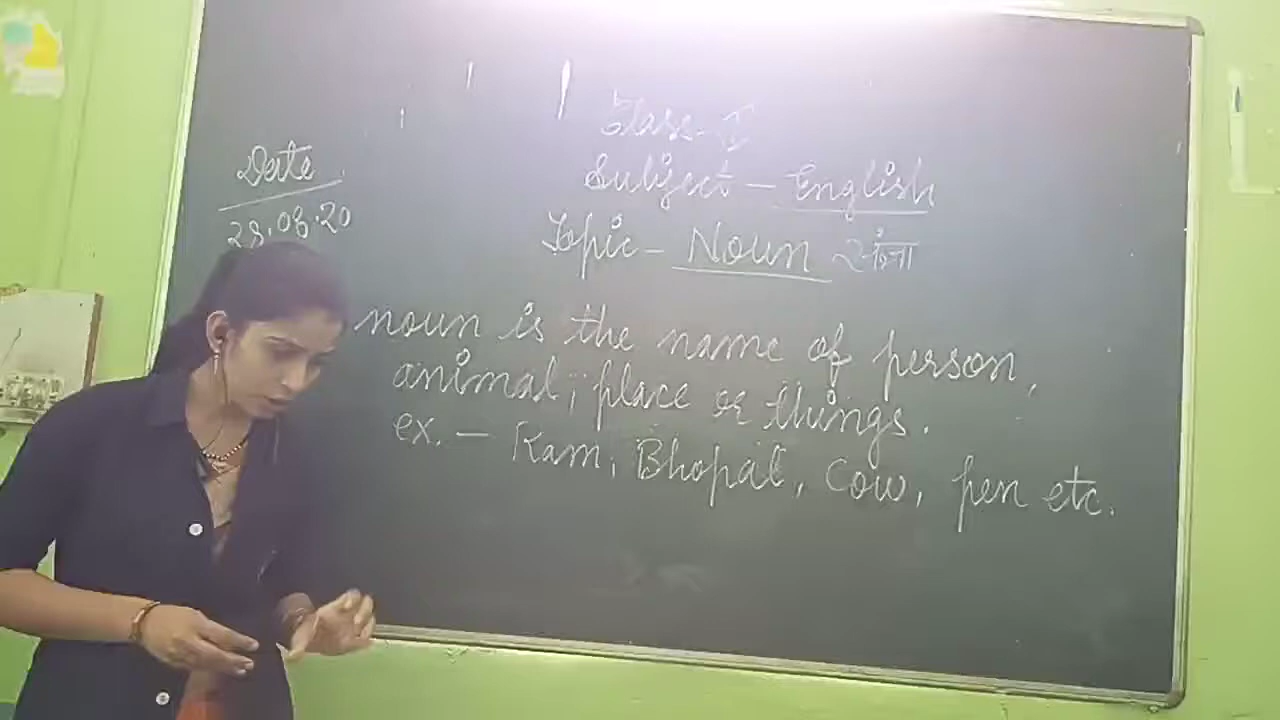 Date
28.08.20
Class - I
Subject - English
Topic - Noun संज्ञा
noun is the name of person,
animal, place or things.
ex. - Ram, Bhopal, Cow, pen etc.